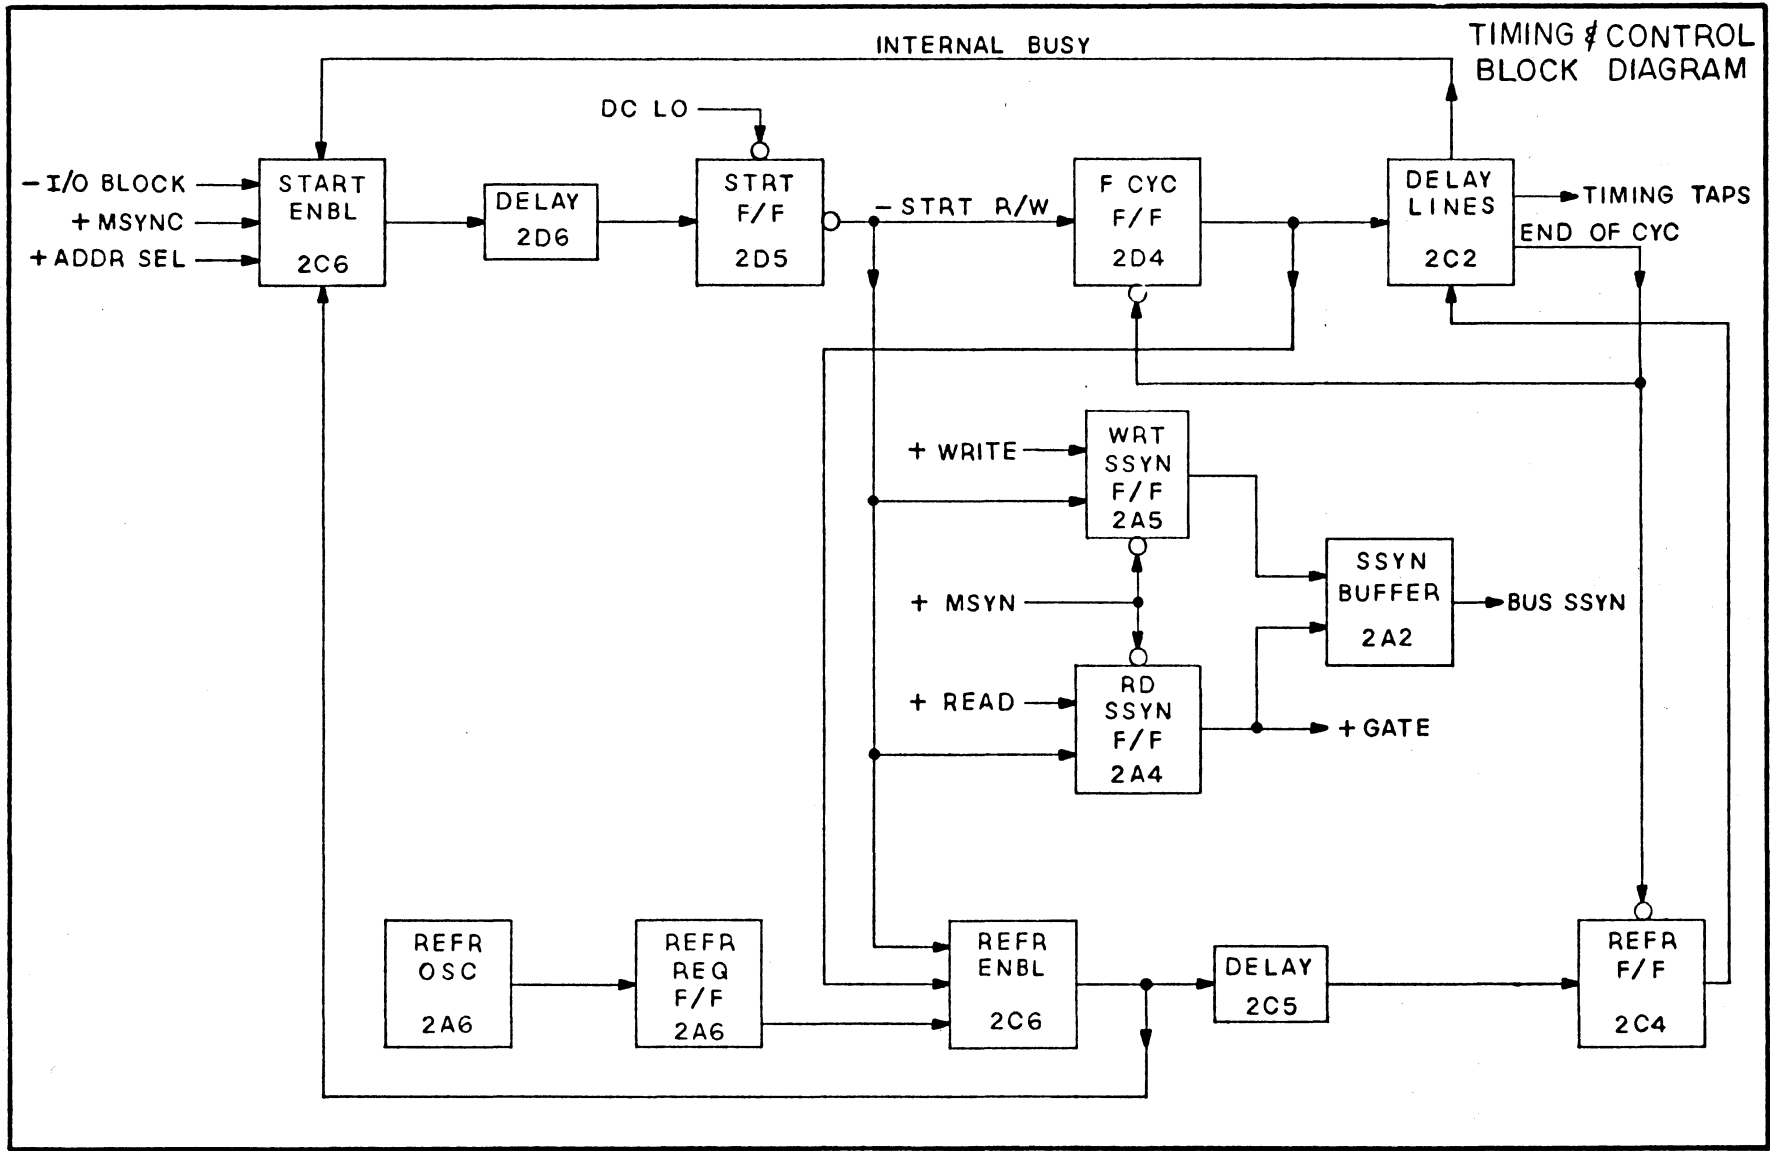 TIMING & CONTROL
BLOCK DIAGRAM
INTERNAL BUSY
DC LO
- I/O BLOCK
+ MSYNC
+ ADDR SEL
START
ENBL
2C6
DELAY
2D6
STRT
F/F
2D5
- STRT R/W
F CYC
F/F
2D4
DELAY
LINES
2C2
TIMING TAPS
END OF CYC
+ WRITE
WRT
SSYN
F/F
2A5
+ MSYN
SSYN
BUFFER
2A2
BUS SSYN
+ READ
RD
SSYN
F/F
2A4
+ GATE
REFR
OSC
2A6
REFR
REQ
F/F
2A6
REFR
ENBL
2C6
DELAY
2C5
REFR
F/F
2C4